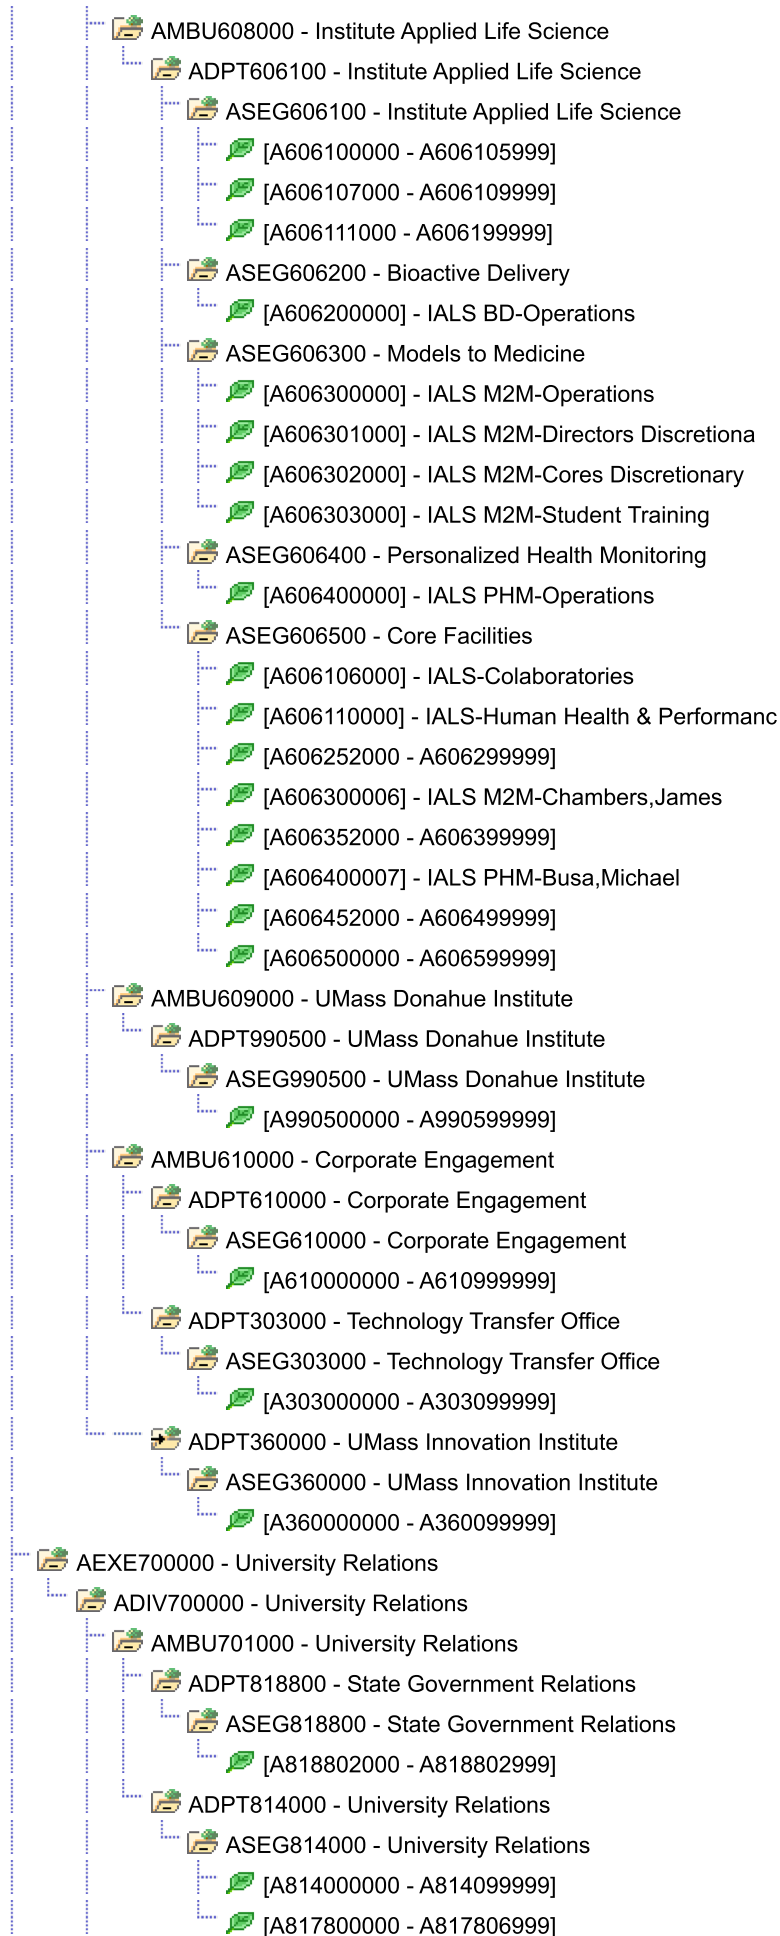 AMBU608000 - Institute Applied Life Science
ADPT606100 - Institute Applied Life Science
ASEG606100 - Institute Applied Life Science
[A606100000 - A606105999]
[A606107000 - A606109999]
[A606111000 - A606199999]
ASEG606200 - Bioactive Delivery
[A606200000] - IALS BD-Operations
ASEG606300 - Models to Medicine
[A606300000] - IALS M2M-Operations
[A606301000] - IALS M2M-Directors Discretiona
[A606302000] - IALS M2M-Cores Discretionary
[A606303000] - IALS M2M-Student Training
ASEG606400 - Personalized Health Monitoring
[A606400000] - IALS PHM-Operations
ASEG606500 - Core Facilities
[A606106000] - IALS-Colaboratories
[A606110000] - IALS-Human Health & Performanc
[A606252000 - A606299999]
[A606300006] - IALS M2M-Chambers,James
[A606352000 - A606399999]
[A606400007] - IALS PHM-Busa,Michael
[A606452000 - A606499999]
[A606500000 - A606599999]
AMBU609000 - UMass Donahue Institute
ADPT990500 - UMass Donahue Institute
ASEG990500 - UMass Donahue Institute
[A990500000 - A990599999]
AMBU610000 - Corporate Engagement
ADPT610000 - Corporate Engagement
ASEG610000 - Corporate Engagement
[A610000000 - A610999999]
ADPT303000 - Technology Transfer Office
ASEG303000 - Technology Transfer Office
[A303000000 - A303099999]
ADPT360000 - UMass Innovation Institute
ASEG360000 - UMass Innovation Institute
[A360000000 - A360099999]
AEXE700000 - University Relations
ADIV700000 - University Relations
AMBU701000 - University Relations
ADPT818800 - State Government Relations
ASEG818800 - State Government Relations
[A818802000 - A818802999]
ADPT814000 - University Relations
ASEG814000 - University Relations
[A814000000 - A814099999]
[A817800000 - A817806999]